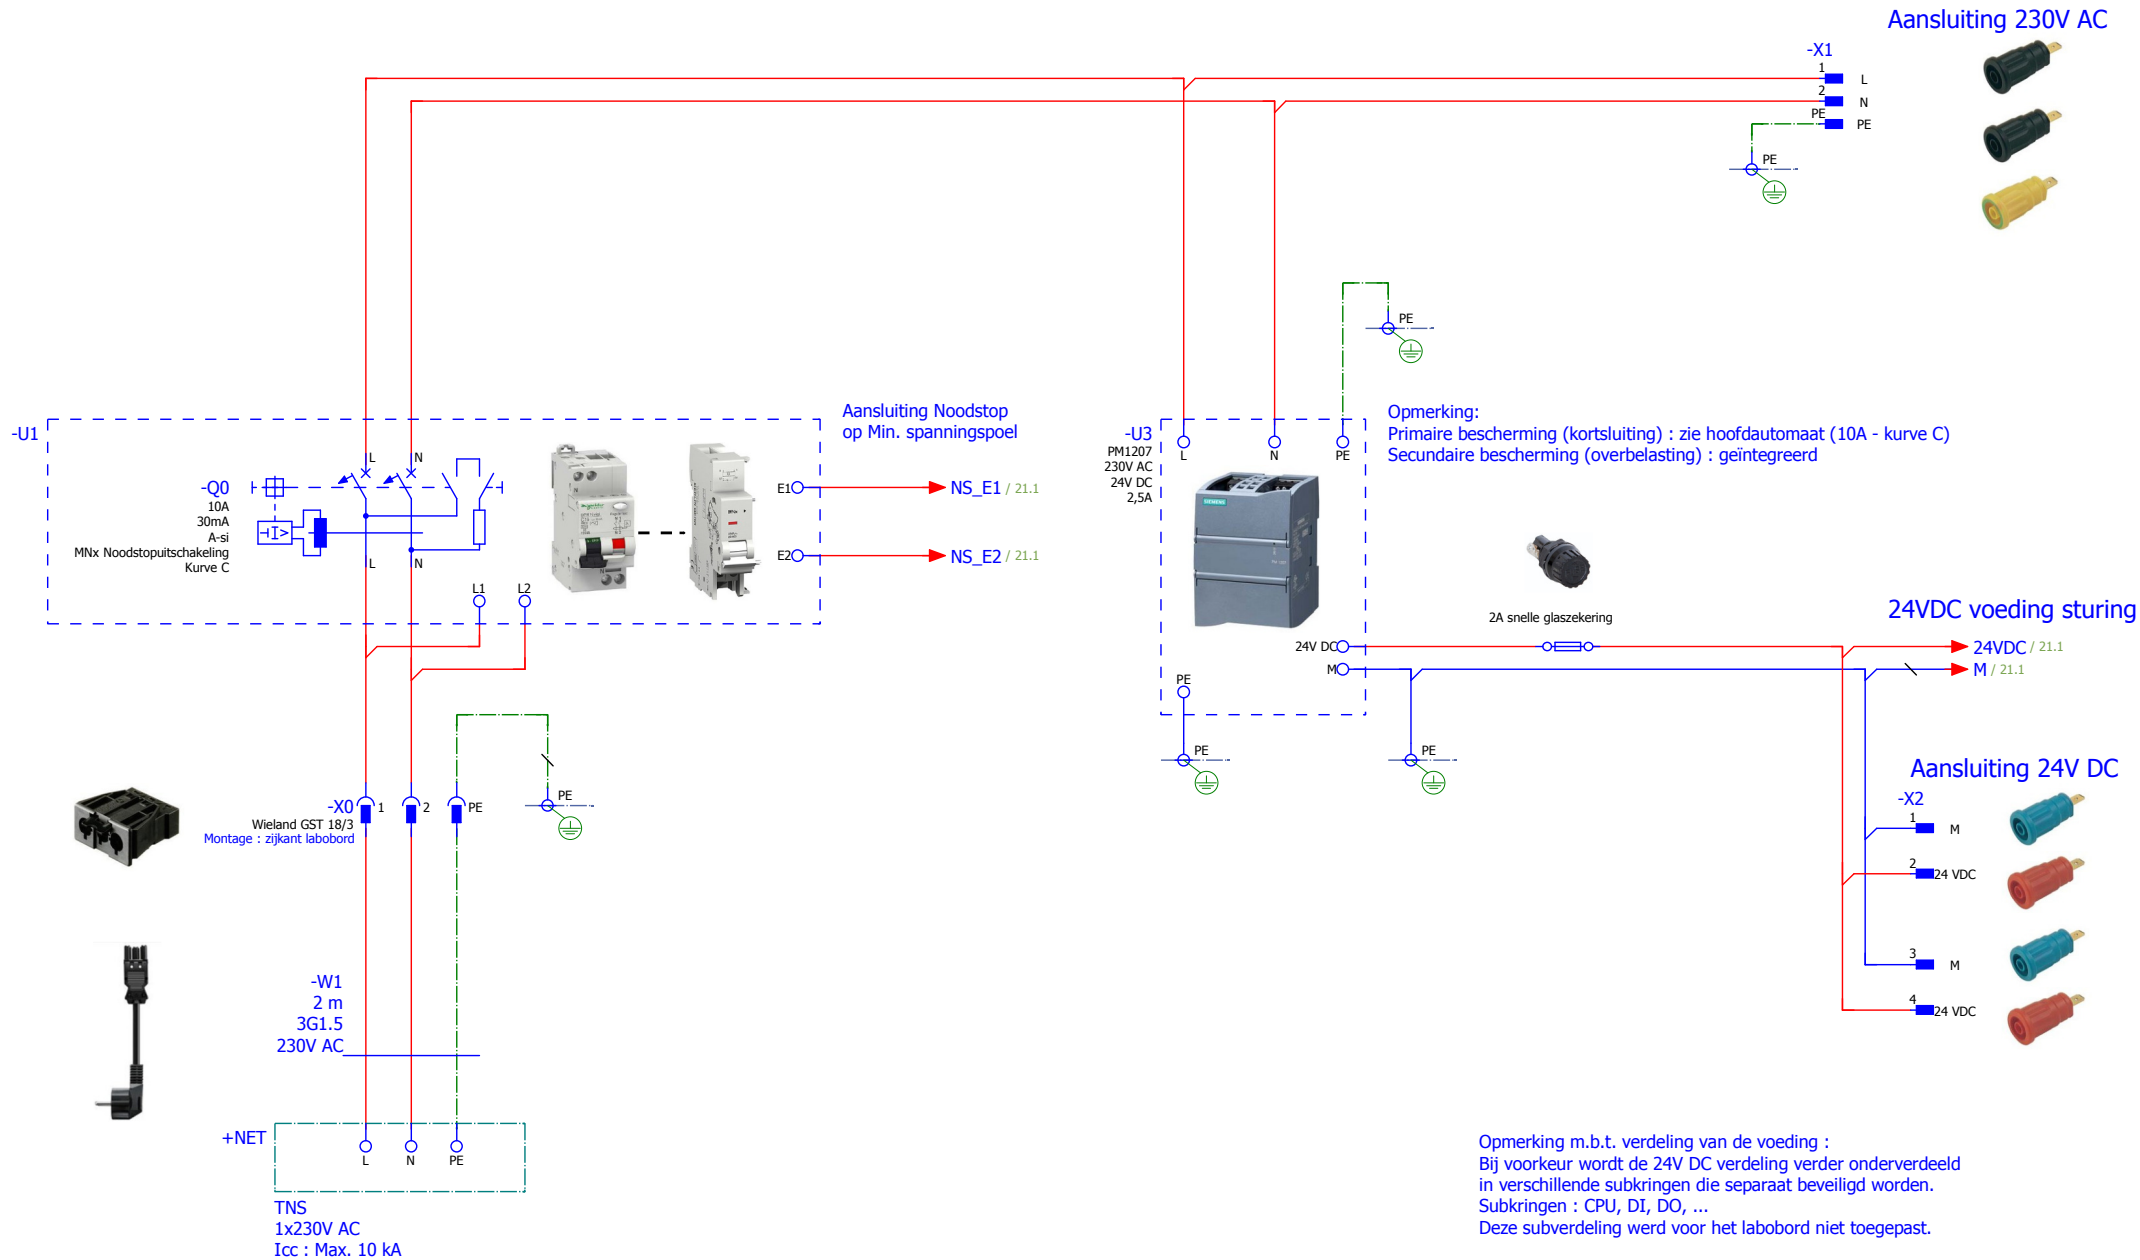 Aansluiting 230V AC
-X1
1
L
2
N
PE
PE
PE
PE
Aansluiting Noodstop
op Min. spanningspoel
-U1
L
N
-Q0
10A
30mA
A-si
MNx Noodstopuitschakeling
Kurve C
L
N
L1
L2
E1
NS_E1 / 21.1
E2
NS_E2 / 21.1
-U3
PM1207
230V AC
24V DC
2,5A
L
N
PE
SIEMENS
Opmerking:
Primaire bescherming (kortsluiting) : zie hoofdautomaat (10A - kurve C)
Secundaire bescherming (overbelasting) : geïntegreerd
2A snelle glaszekering
24VDC voeding sturing
24V DC
24VDC / 21.1
M
M / 21.1
PE
PE
PE
Aansluiting 24V DC
-X2
1
M
2
24 VDC
3
M
4
24 VDC
-X0
1
2
PE
PE
Wieland GST 18/3
Montage : zijkant labobord
-W1
2 m
3G1.5
230V AC
+NET
L
N
PE
TNS
1x230V AC
Icc : Max. 10 kA
Opmerking m.b.t. verdeling van de voeding :
Bij voorkeur wordt de 24V DC verdeling verder onderverdeeld
in verschillende subkringen die separaat beveiligd worden.
Subkringen : CPU, DI, DO, ...
Deze subverdeling werd voor het labobord niet toegepast.